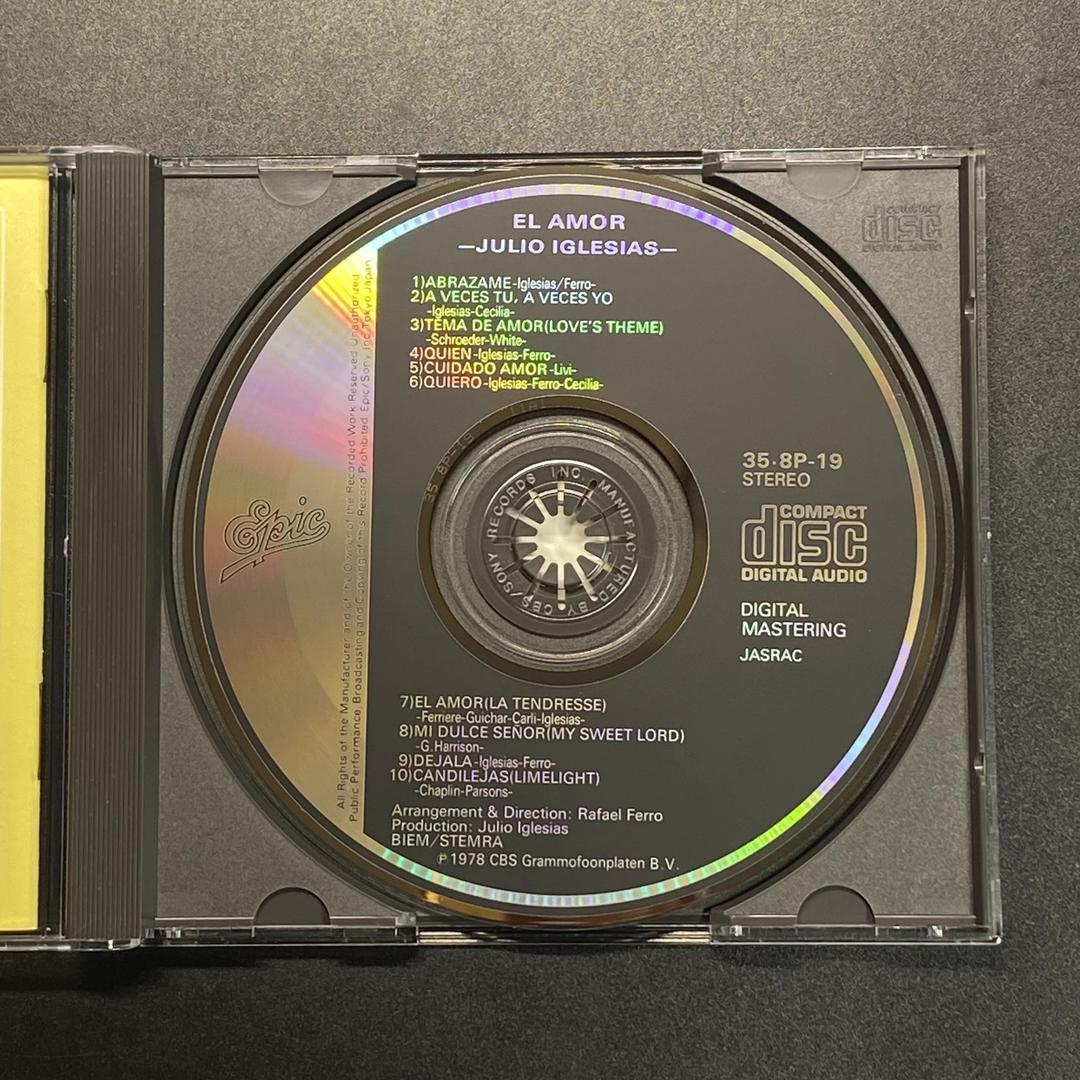 EL AMOR
—JULIO IGLESIAS—
1)ABRAZAME-Iglesias/Ferro-
2)A VECES TU, A VECES YO
-Iglesias-Cecilia-
3)TEMA DE AMOR(LOVE'S THEME)
-Schroeder-White-
4)QUIEN-Iglesias-Ferro-
5)CUIDADO AMOR-Livi-
6)QUIERO-Iglesias-Ferro-Cecilia-
35·8P-19
STEREO
COMPACT
disc
DIGITAL AUDIO
DIGITAL
MASTERING
JASRAC
Epic
All Rights of the Manufacturer and of the Owner of the Recorded Work Reserved Unauthorized
Public Performance, Broadcasting and Copying of this Record Prohibited Epic/Sony Inc. Tokyo Japan
35 8P-19
MANUFACTURED BY CBS/SONY RECORDS INC.
7)EL AMOR(LA TENDRESSE)
-Ferriere-Guichar-Carli-Iglesias-
8)MI DULCE SEÑOR(MY SWEET LORD)
-G.Harrison-
9)DEJALA-Iglesias-Ferro-
10)CANDILEJAS(LIMELIGHT)
-Chaplin-Parsons-
Arrangement & Direction: Rafael Ferro
Production: Julio Iglesias
BIEM/STEMRA
℗1978 CBS Grammofoonplaten B.V.
disc